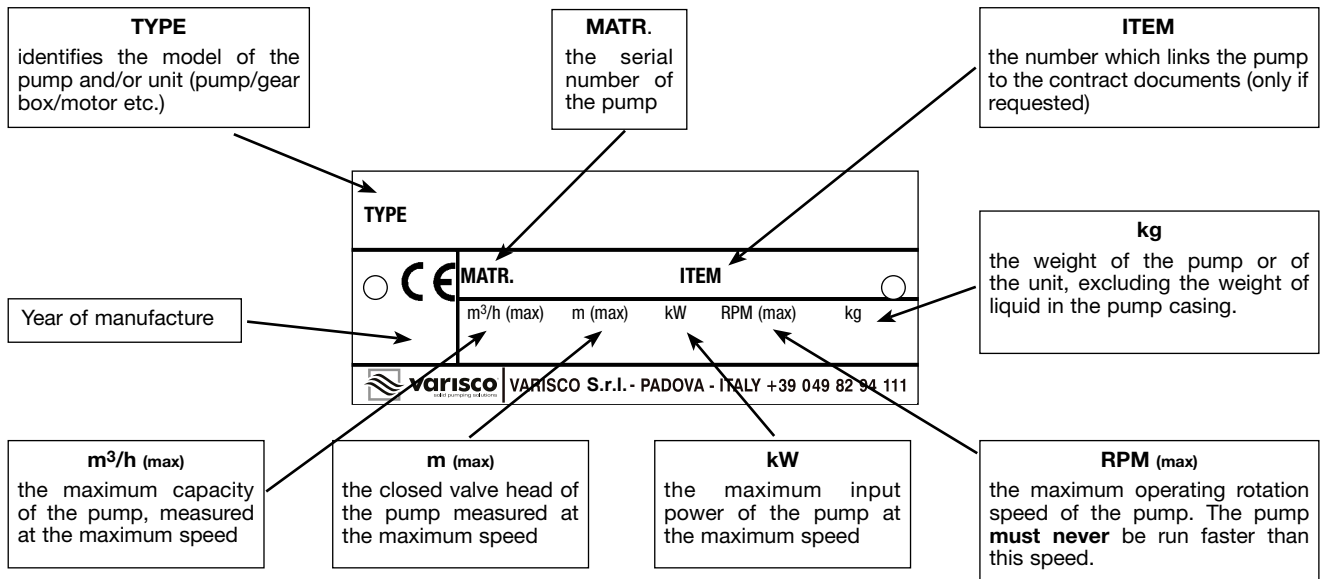 TYPE
identifies the model of the
pump and/or unit (pump/gear
box/motor etc.)
MATR.
the serial
number of
the pump
ITEM
the number which links the pump
to the contract documents (only if
requested)
TYPE
CE MATR. ITEM
m³/h (max) m (max) kW RPM (max) kg
varisco
solid pumping solutions
VARISCO S.r.l. - PADOVA - ITALY +39 049 82 94 111
Year of manufacture
kg
the weight of the pump or of
the unit, excluding the weight of
liquid in the pump casing.
m³/h (max)
the maximum capacity
of the pump, measured
at the maximum speed
m (max)
the closed valve head of
the pump measured at
the maximum speed
kW
the maximum input
power of the pump at
the maximum speed
RPM (max)
the maximum operating rotation
speed of the pump. The pump
must never be run faster than
this speed.